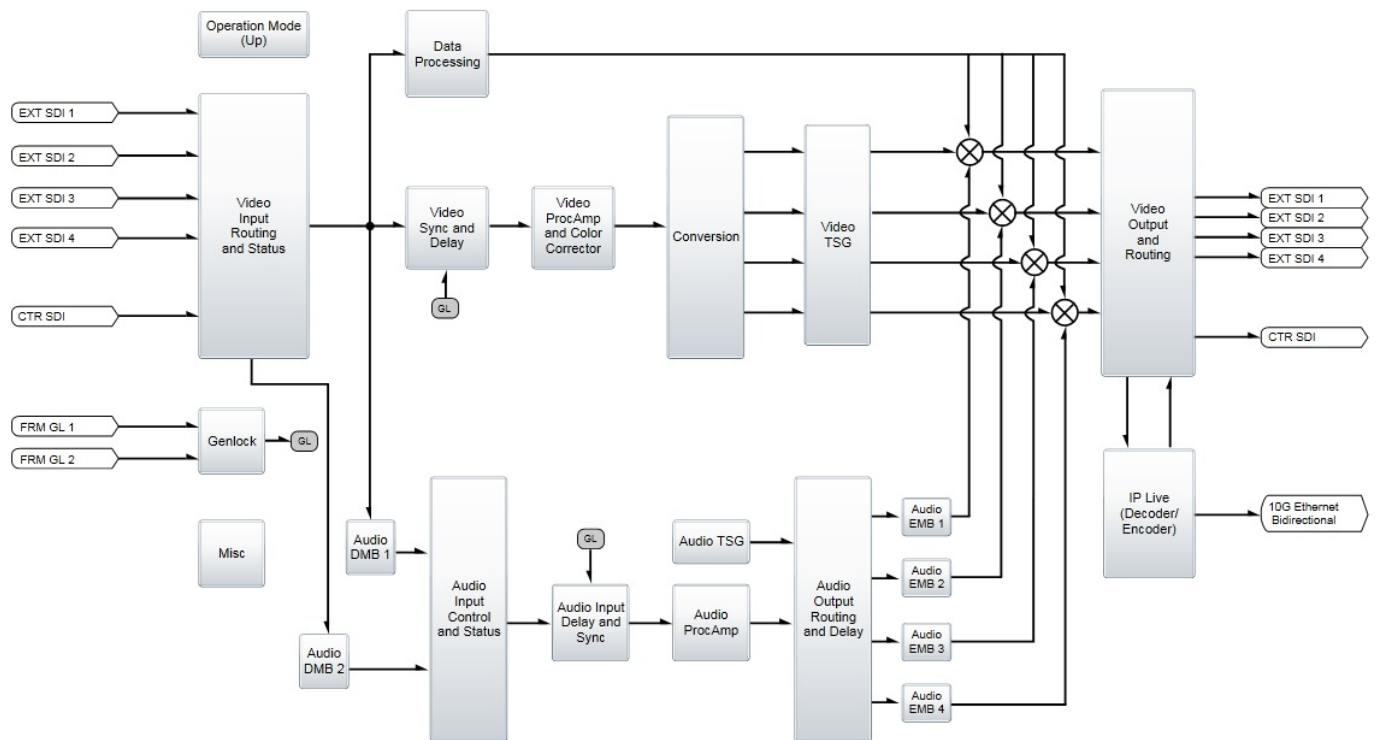 Operation Mode
(Up)
Data
Processing
EXT SDI 1
EXT SDI 2
EXT SDI 3
EXT SDI 4
CTR SDI
Video
Input
Routing
and Status
Video
Sync and
Delay
GL
Video
ProcAmp
and Color
Corrector
Conversion
Video
TSG
Video
Output
and
Routing
EXT SDI 1
EXT SDI 2
EXT SDI 3
EXT SDI 4
CTR SDI
FRM GL 1
FRM GL 2
Genlock
GL
Misc
Audio
DMB 1
Audio
DMB 2
Audio
Input
Control
and Status
GL
Audio Input
Delay and
Sync
Audio TSG
Audio
ProcAmp
Audio
Output
Routing
and Delay
Audio
EMB 1
Audio
EMB 2
Audio
EMB 3
Audio
EMB 4
IP Live
(Decoder/
Encoder)
10G Ethernet
Bidirectional